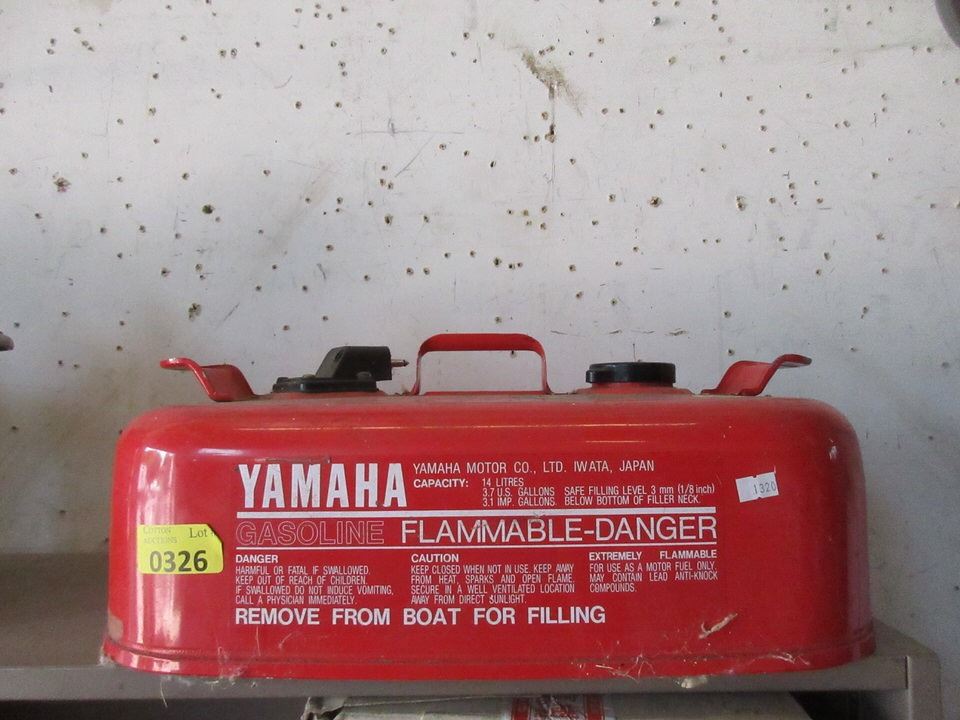 YAMAHA
YAMAHA MOTOR CO., LTD. IWATA, JAPAN
CAPACITY: 14 LITRES
3.7 U.S. GALLONS SAFE FILLING LEVEL 3 mm (1/8 inch)
3.1 IMP. GALLONS. BELOW BOTTOM OF FILLER NECK.
1320
GASOLINE FLAMMABLE-DANGER
COTTON AUCTIONS Lot #
0326
DANGER
HARMFUL OR FATAL IF SWALLOWED.
KEEP OUT OF REACH OF CHILDREN.
IF SWALLOWED DO NOT INDUCE VOMITING,
CALL A PHYSICIAN IMMEDIATELY.
CAUTION
KEEP CLOSED WHEN NOT IN USE. KEEP AWAY
FROM HEAT, SPARKS AND OPEN FLAME.
SECURE IN A WELL VENTILATED LOCATION
AWAY FROM DIRECT SUNLIGHT.
EXTREMELY FLAMMABLE
FOR USE AS A MOTOR FUEL ONLY.
MAY CONTAIN LEAD ANTI-KNOCK
COMPOUNDS.
REMOVE FROM BOAT FOR FILLING